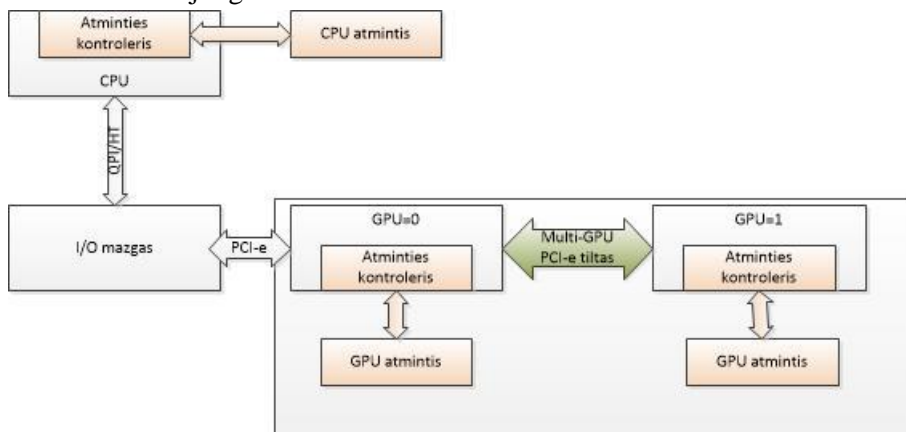 Atminties
kontroleris
CPU atmintis
CPU
QPI/HT
I/O mazgas
PCI-e
GPU=0
Atminties
kontroleris
GPU atmintis
Multi-GPU
PCI-e tiltas
GPU=1
Atminties
kontroleris
GPU atmintis